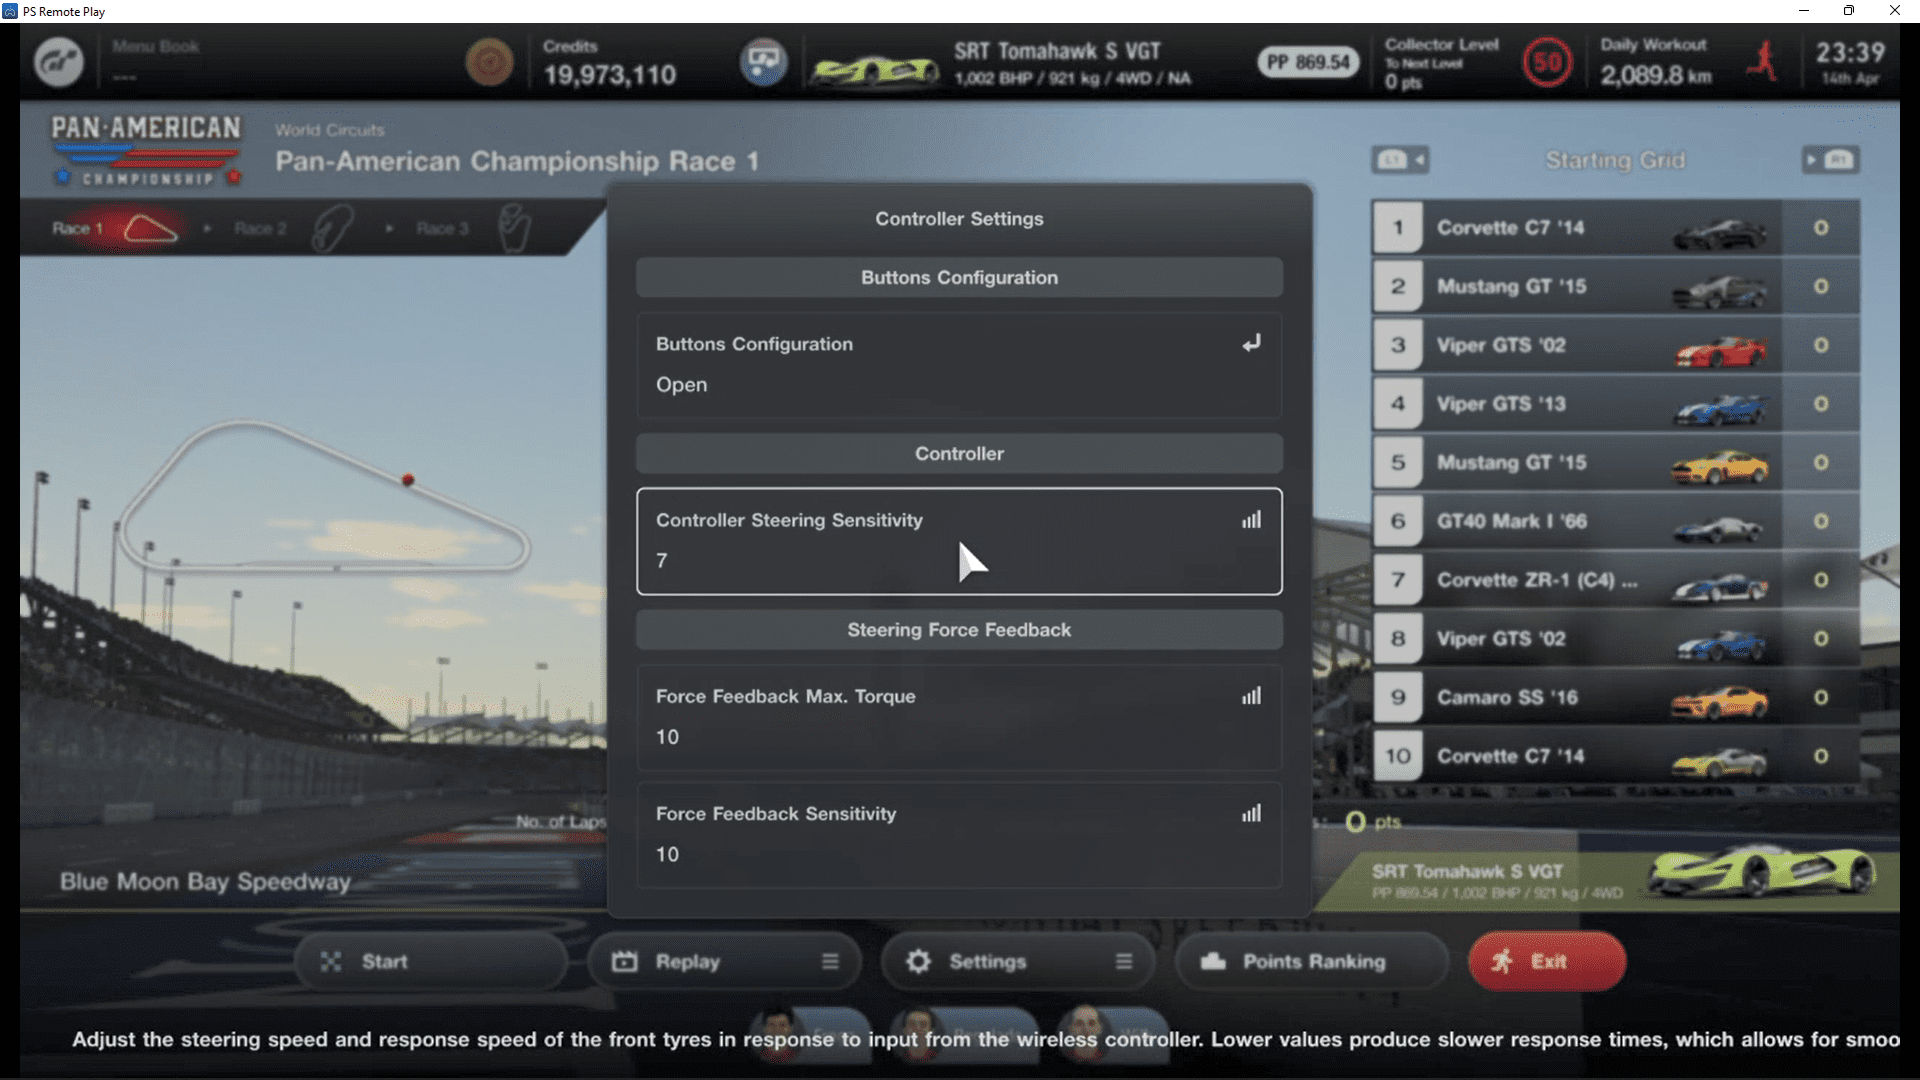 PS Remote Play
Menu Book
Credits
19,973,110
SRT Tomahawk S VGT
1,002 BHP / 921 kg / 4WD / NA
PP 869.54
Collector Level
To Next Level
0 pts
50
Daily Workout
2,089.8 km
23:39
14th Apr
PAN-AMERICAN
CHAMPIONSHIP
World Circuits
Pan-American Championship Race 1
Race 1
Race 2
Race 3
L1
Starting Grid
R1
1 Corvette C7 '14 0
2 Mustang GT '15 0
3 Viper GTS '02 0
4 Viper GTS '13 0
5 Mustang GT '15 0
6 GT40 Mark I '66 0
7 Corvette ZR-1 (C4) ... 0
8 Viper GTS '02 0
9 Camaro SS '16 0
10 Corvette C7 '14 0
Controller Settings
Buttons Configuration
Buttons Configuration
Open
Controller
Controller Steering Sensitivity
7
Steering Force Feedback
Force Feedback Max. Torque
10
Force Feedback Sensitivity
10
No. of Laps
0 pts
Blue Moon Bay Speedway
SRT Tomahawk S VGT
PP 869.54 / 1,002 BHP / 921 kg / 4WD
Start
Replay
Settings
Points Ranking
Exit
Adjust the steering speed and response speed of the front tyres in response to input from the wireless controller. Lower values produce slower response times, which allows for smoo